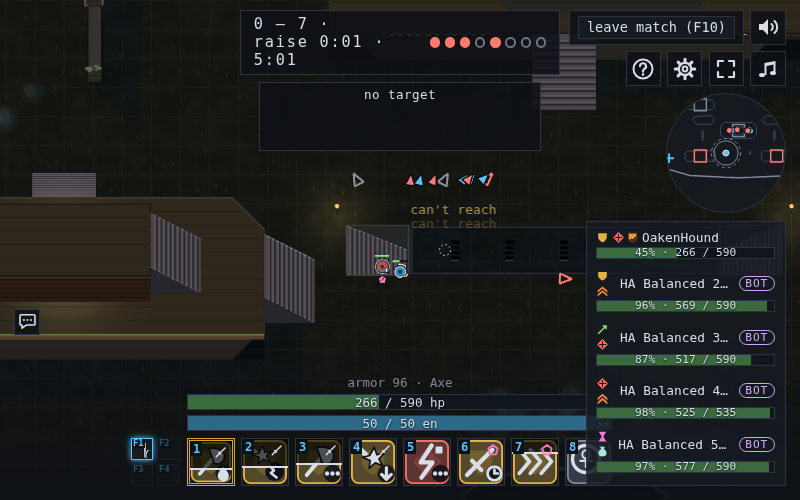 0 — 7 ·
raise 0:01 ·
5:01
leave match (F10)
no target
can't reach
can't reach
OakenHound
45% · 266 / 590
HA Balanced 2… BOT
96% · 569 / 590
HA Balanced 3… BOT
87% · 517 / 590
HA Balanced 4… BOT
98% · 525 / 535
HA Balanced 5… BOT
97% · 577 / 590
armor 96 · Axe
266 / 590 hp
50 / 50 en
F1 F2
F3 F4
1 2 3 4 5 6 7 8